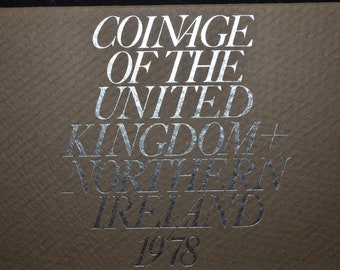 COINAGE
OF THE
UNITED
KINGDOM+
NORTHERN
IRELAND
1978